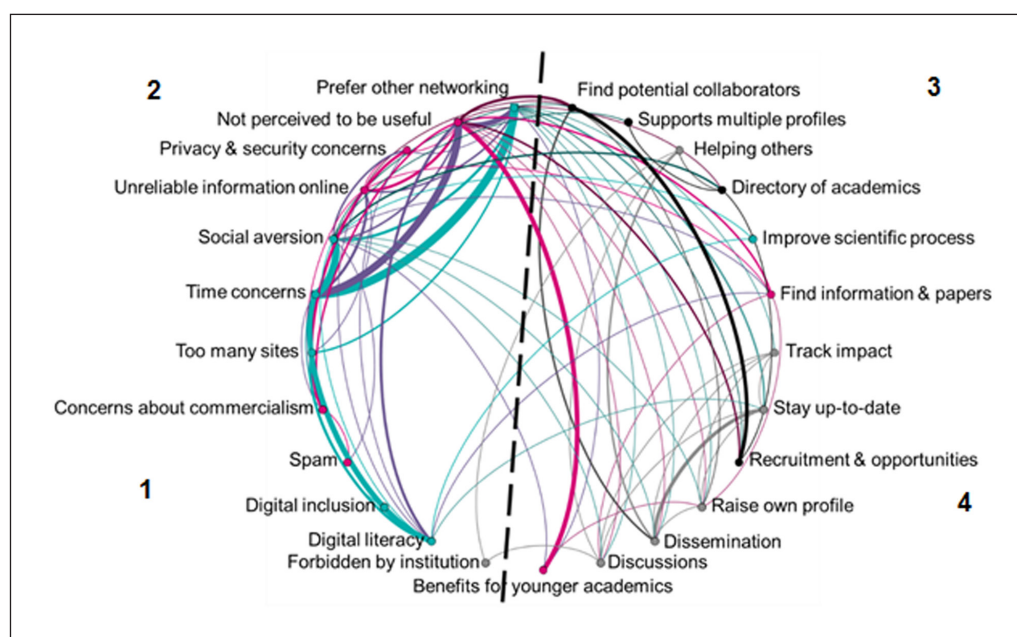 2
3
Prefer other networking
Find potential collaborators
Not perceived to be useful
Supports multiple profiles
Privacy & security concerns
Helping others
Unreliable information online
Directory of academics
Social aversion
Improve scientific process
Time concerns
Find information & papers
Too many sites
Track impact
Concerns about commercialism
Stay up-to-date
Spam
Recruitment & opportunities
1
4
Digital inclusion
Raise own profile
Digital literacy
Dissemination
Forbidden by institution
Discussions
Benefits for younger academics